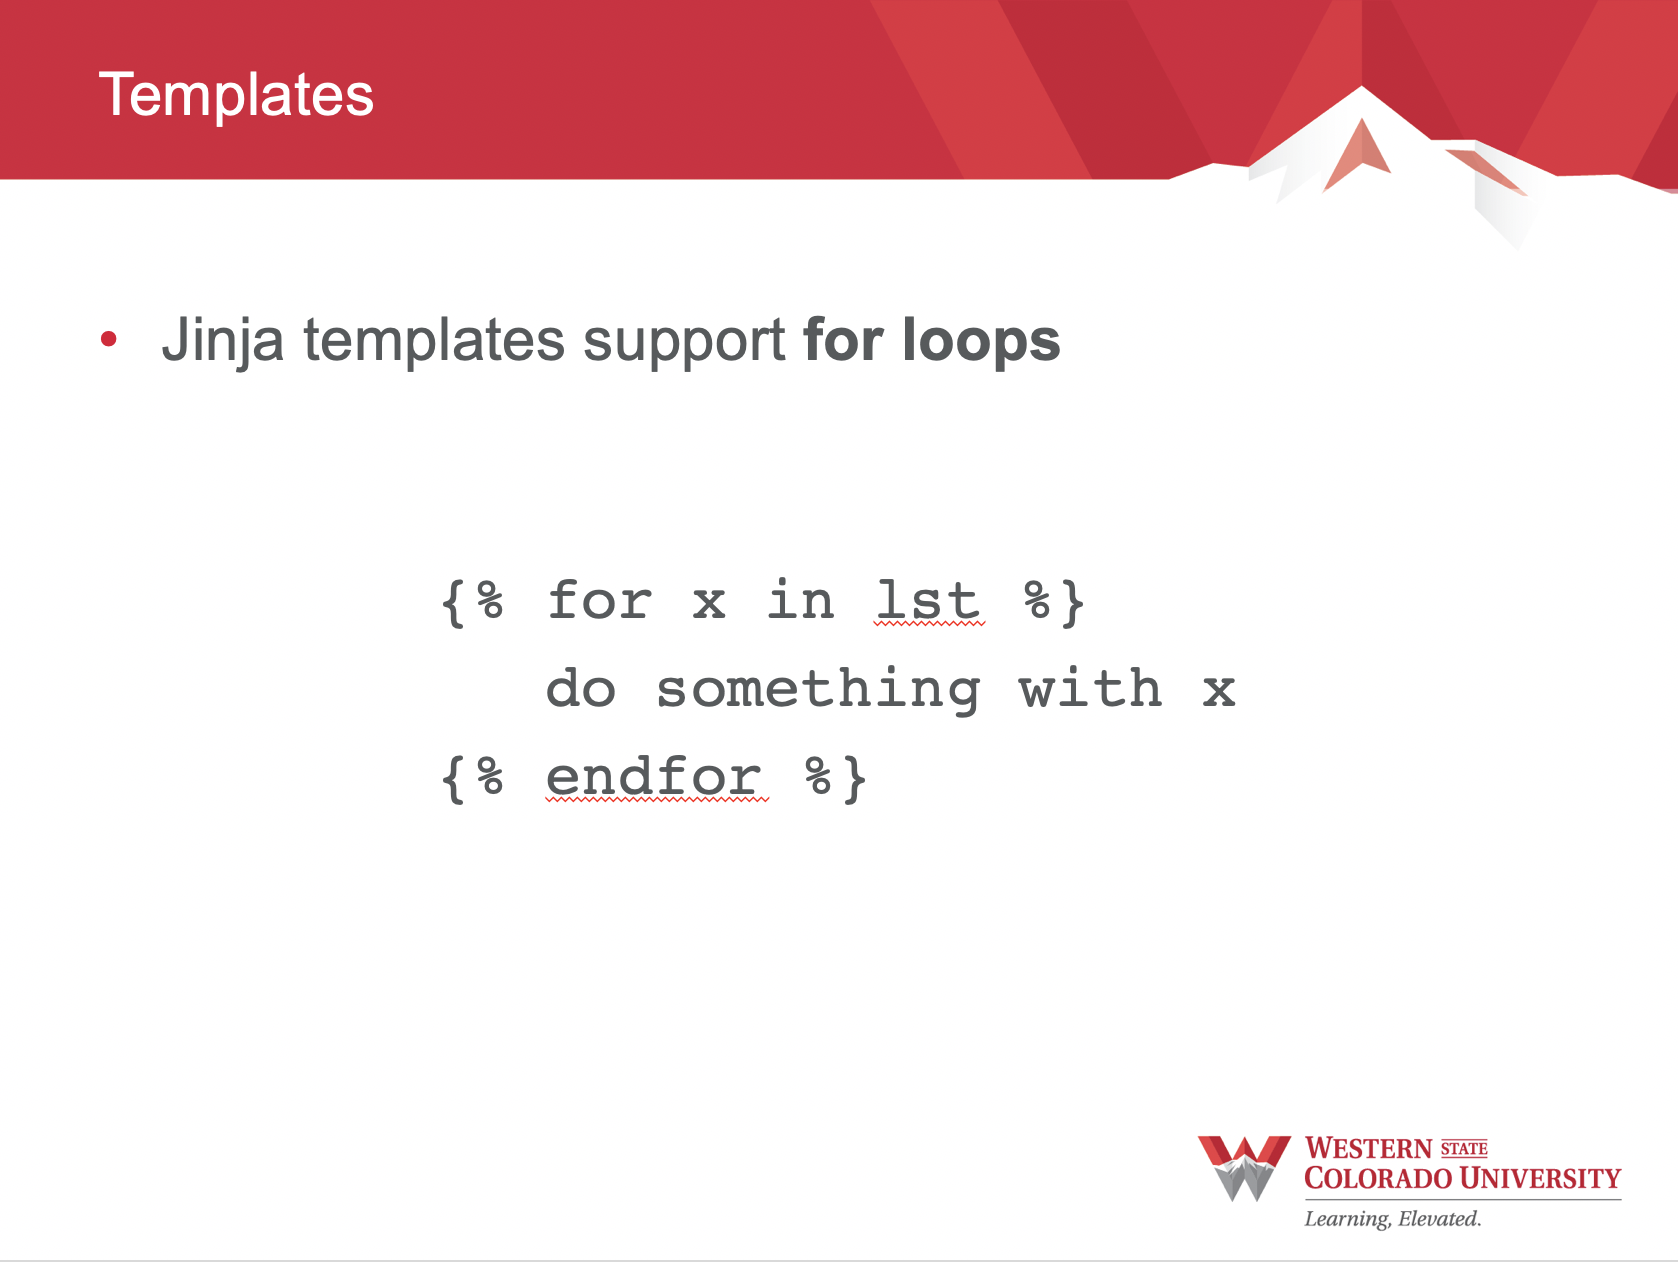 Templates
• Jinja templates support for loops
{% for x in lst %}
do something with x
{% endfor %}
WESTERN STATE
COLORADO UNIVERSITY
Learning, Elevated.